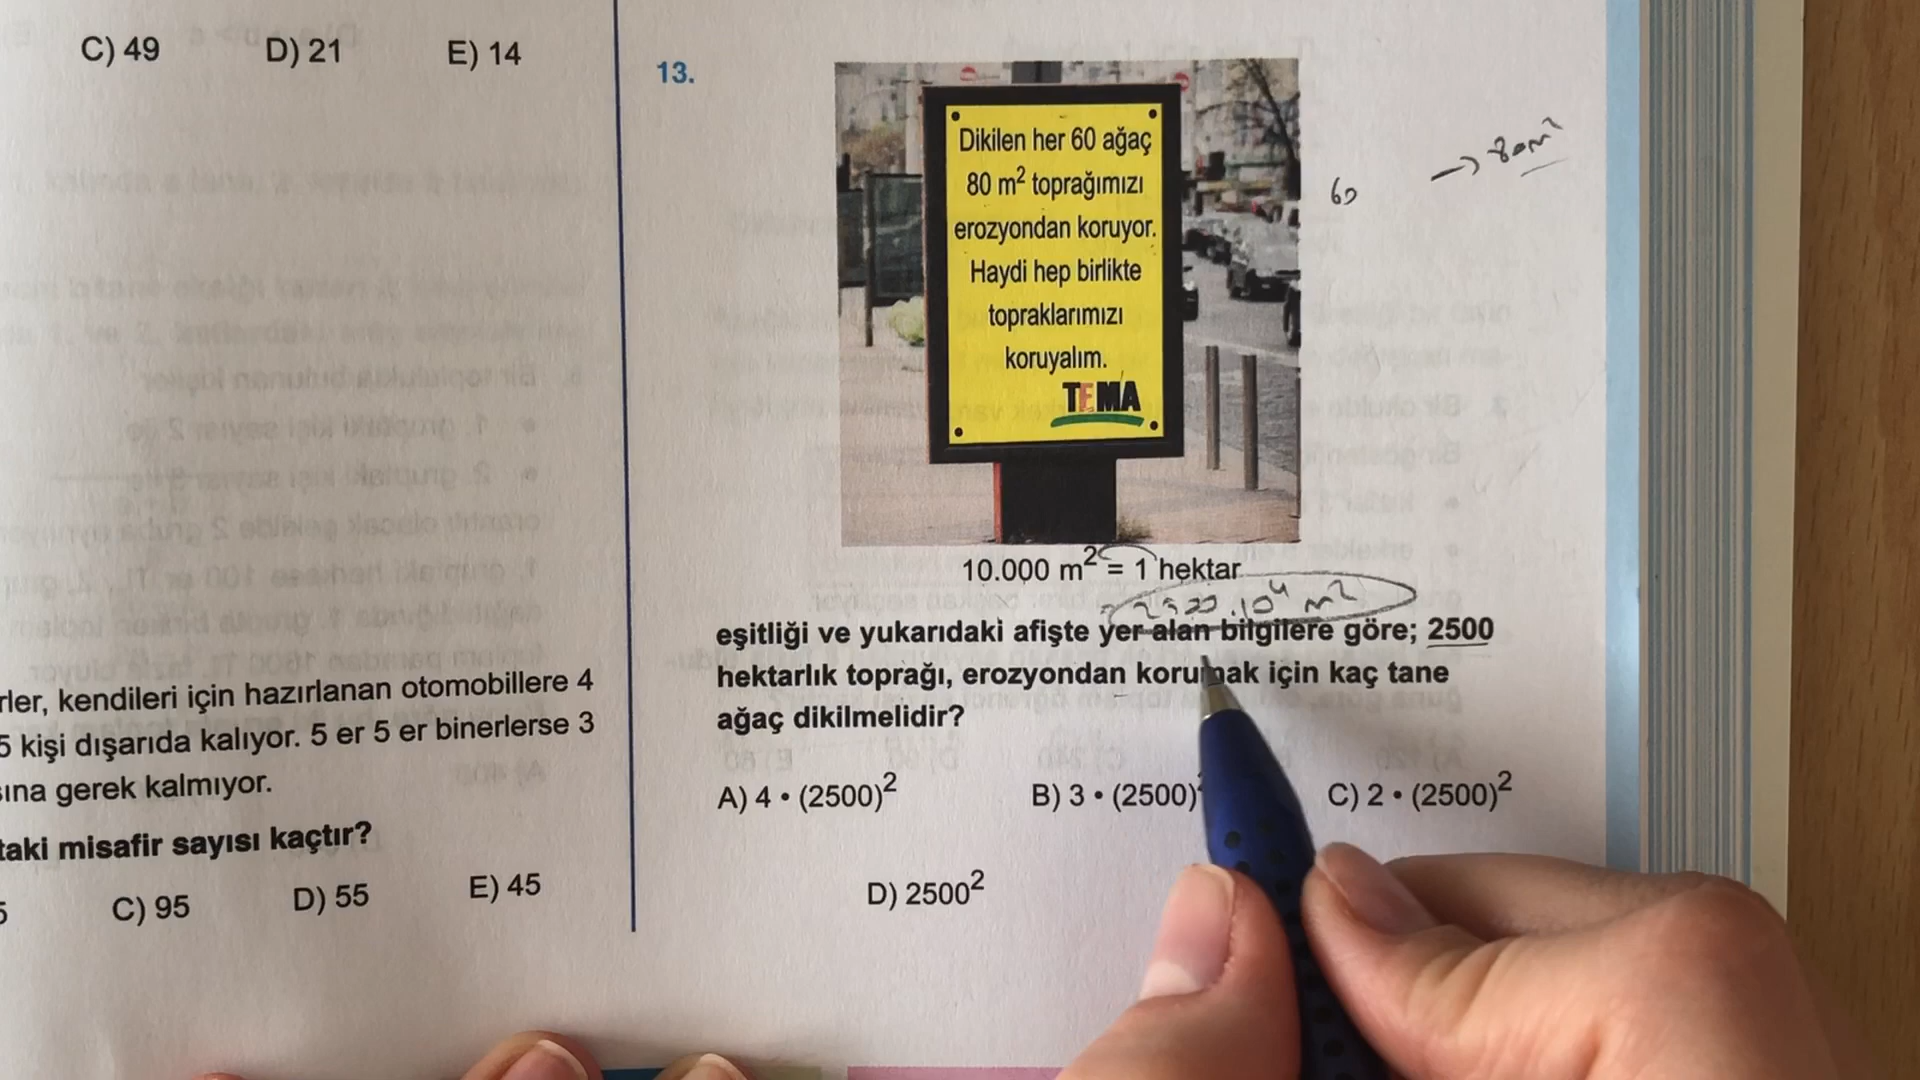 C) 49 D) 21 E) 14
rler, kendileri için hazırlanan otomobillere 4
5 kişi dışarıda kalıyor. 5 er 5 er binerlerse 3
sına gerek kalmıyor.
taki misafir sayısı kaçtır?
5 C) 95 D) 55 E) 45
13.
Dikilen her 60 ağaç
80 m² toprağımızı
erozyondan koruyor.
Haydi hep birlikte
topraklarımızı
koruyalım.
TEMA
60 → 80m²
10.000 m² = 1 hektar
= 2500.10⁴ m²
eşitliği ve yukarıdaki afişte yer alan bilgilere göre; 2500
hektarlık toprağı, erozyondan korumak için kaç tane
ağaç dikilmelidir?
A) 4 • (2500)² B) 3 • (2500)² C) 2 • (2500)²
D) 2500²